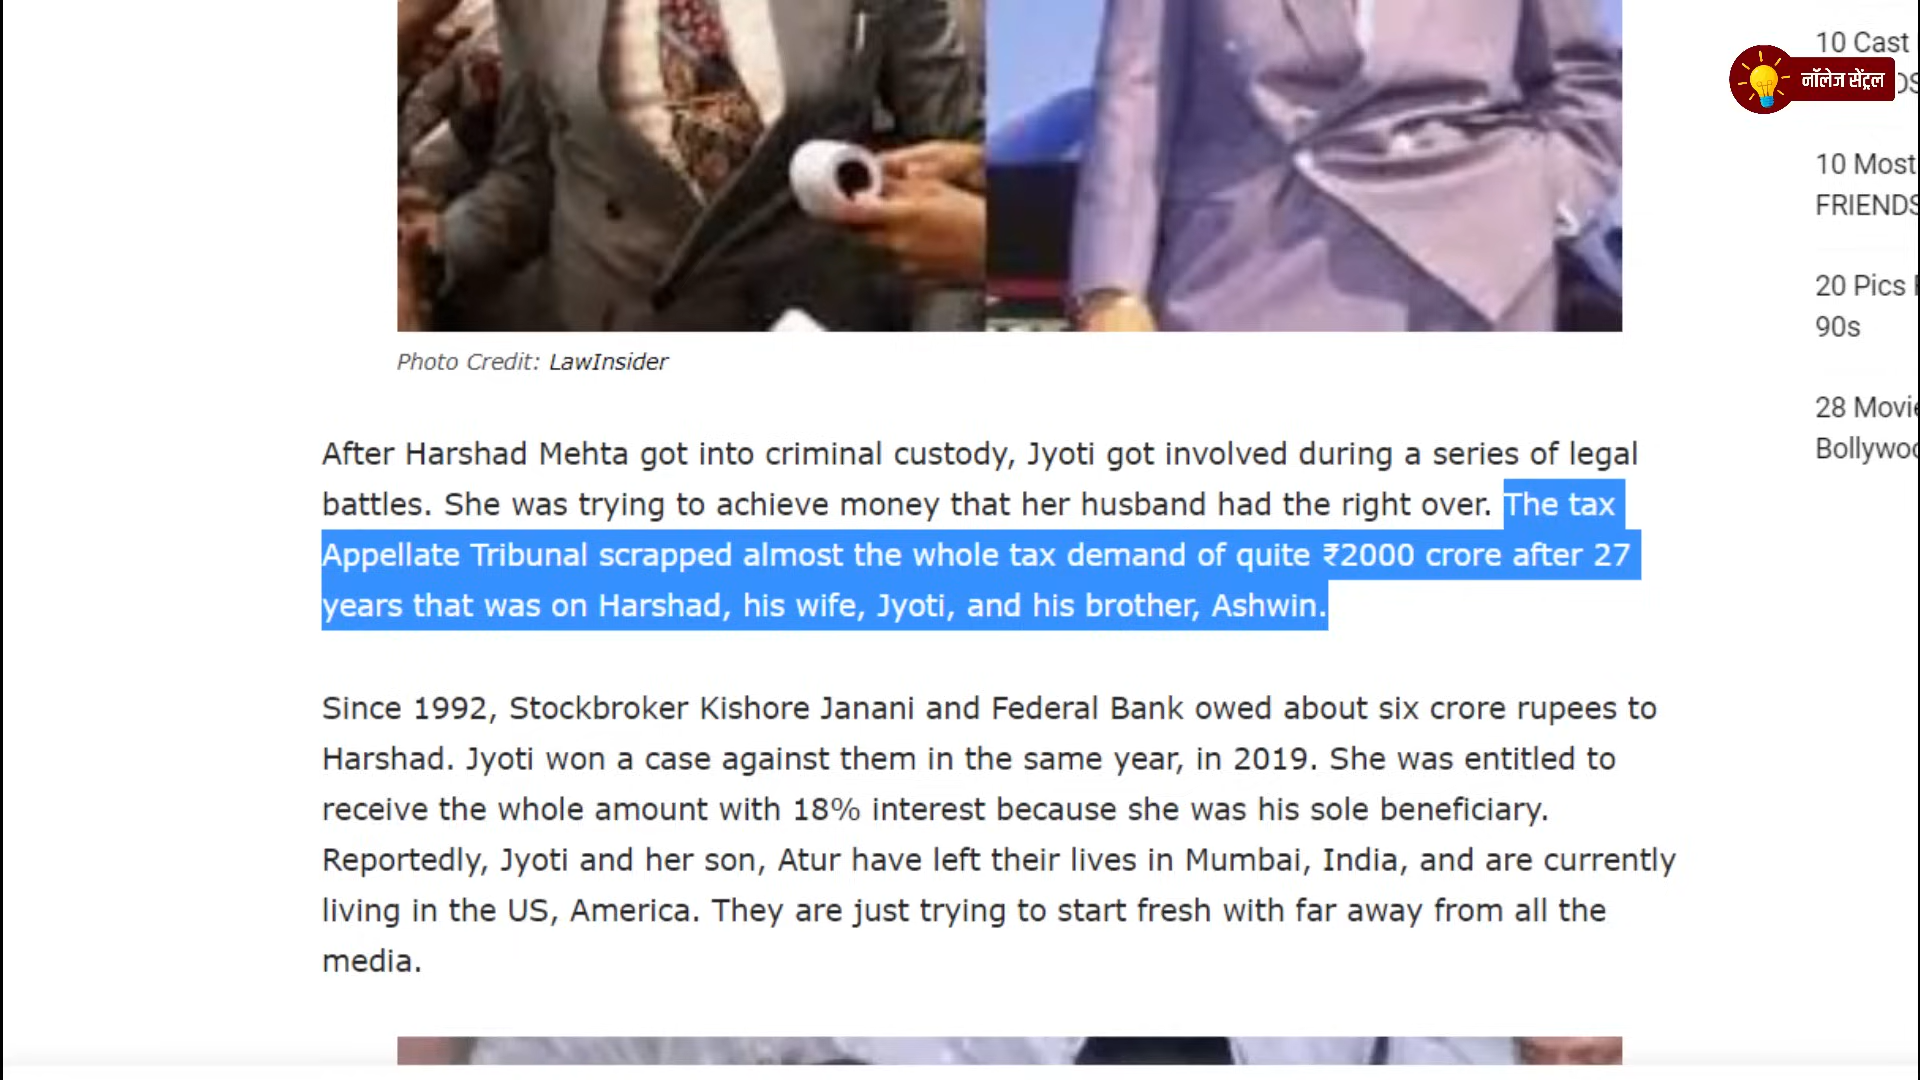 10 Cast
नॉलेज सेंट्रल
10 Most
FRIENDS
20 Pics
90s
28 Movie
Bollywoo
Photo Credit: LawInsider
After Harshad Mehta got into criminal custody, Jyoti got involved during a series of legal
battles. She was trying to achieve money that her husband had the right over. The tax
Appellate Tribunal scrapped almost the whole tax demand of quite ₹2000 crore after 27
years that was on Harshad, his wife, Jyoti, and his brother, Ashwin.
Since 1992, Stockbroker Kishore Janani and Federal Bank owed about six crore rupees to
Harshad. Jyoti won a case against them in the same year, in 2019. She was entitled to
receive the whole amount with 18% interest because she was his sole beneficiary.
Reportedly, Jyoti and her son, Atur have left their lives in Mumbai, India, and are currently
living in the US, America. They are just trying to start fresh with far away from all the
media.